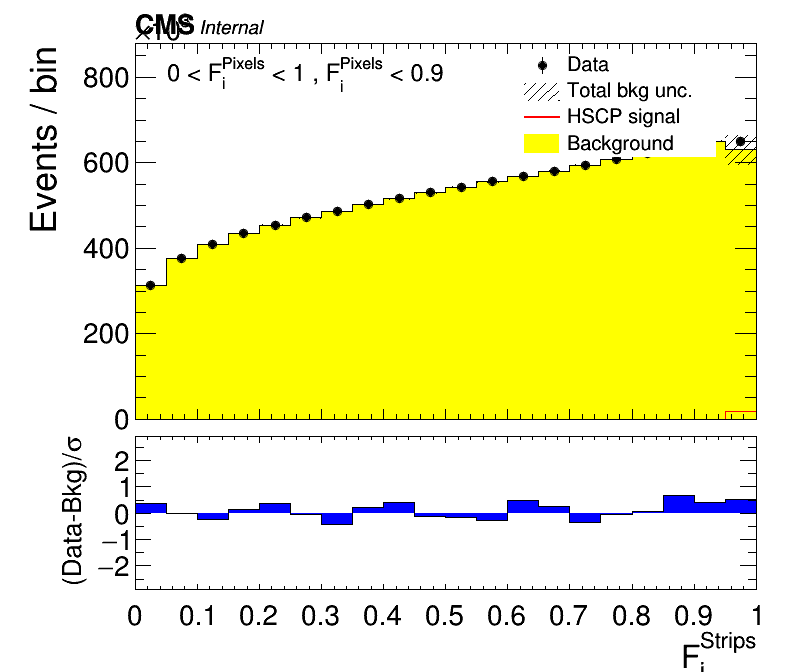 CMS Internal
×10³
0 < F_i^Pixels < 1 , F_i^Pixels < 0.9
Data
Total bkg unc.
HSCP signal
Background
Events / bin
800
600
400
200
0
(Data-Bkg)/σ
2
1
0
−1
−2
0 0.1 0.2 0.3 0.4 0.5 0.6 0.7 0.8 0.9 1
F_i^Strips